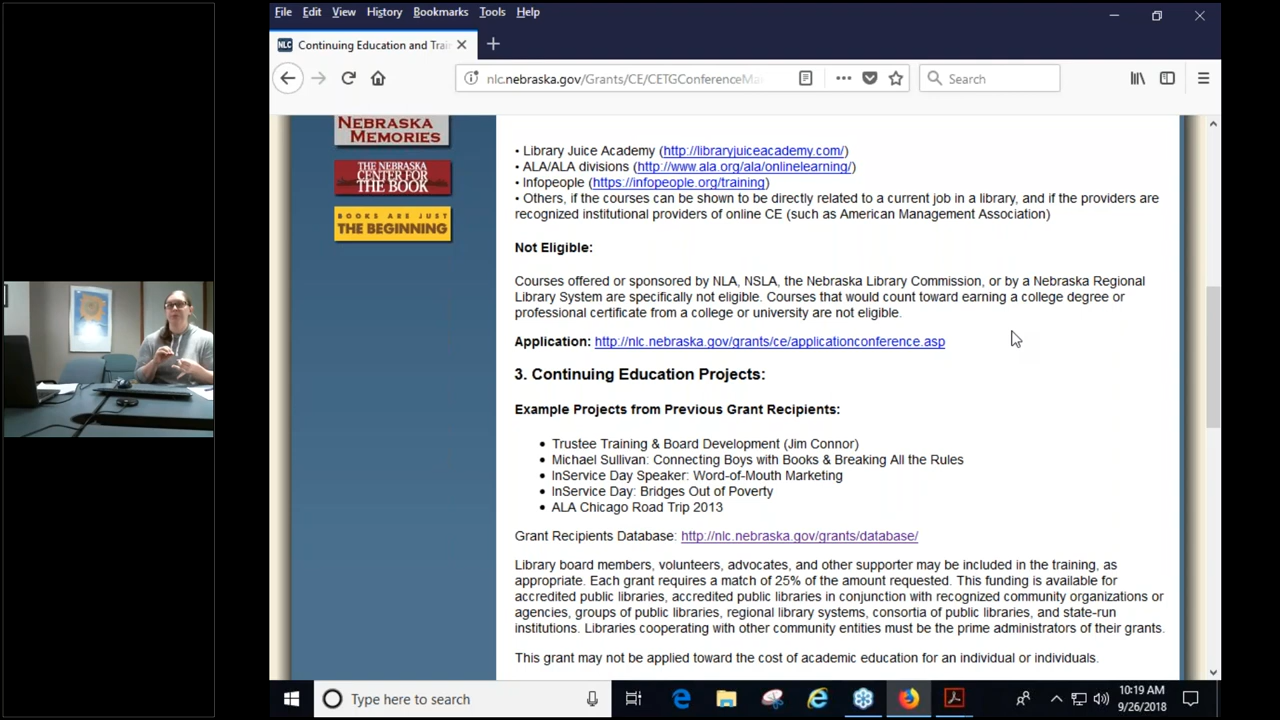 File Edit View History Bookmarks Tools Help
NLC Continuing Education and Trai
nlc.nebraska.gov/Grants/CE/CETGConferenceMa
Search
NEBRASKA
MEMORIES
THE NEBRASKA
CENTER FOR
THE BOOK
BOOKS ARE JUST
THE BEGINNING
• Library Juice Academy (http://libraryjuiceacademy.com/)
• ALA/ALA divisions (http://www.ala.org/ala/onlinelearning/)
• Infopeople (https://infopeople.org/training)
• Others, if the courses can be shown to be directly related to a current job in a library, and if the providers are
recognized institutional providers of online CE (such as American Management Association)
Not Eligible:
Courses offered or sponsored by NLA, NSLA, the Nebraska Library Commission, or by a Nebraska Regional
Library System are specifically not eligible. Courses that would count toward earning a college degree or
professional certificate from a college or university are not eligible.
Application: http://nlc.nebraska.gov/grants/ce/applicationconference.asp
3. Continuing Education Projects:
Example Projects from Previous Grant Recipients:
• Trustee Training & Board Development (Jim Connor)
• Michael Sullivan: Connecting Boys with Books & Breaking All the Rules
• InService Day Speaker: Word-of-Mouth Marketing
• InService Day: Bridges Out of Poverty
• ALA Chicago Road Trip 2013
Grant Recipients Database: http://nlc.nebraska.gov/grants/database/
Library board members, volunteers, advocates, and other supporter may be included in the training, as
appropriate. Each grant requires a match of 25% of the amount requested. This funding is available for
accredited public libraries, accredited public libraries in conjunction with recognized community organizations or
agencies, groups of public libraries, regional library systems, consortia of public libraries, and state-run
institutions. Libraries cooperating with other community entities must be the prime administrators of their grants.
This grant may not be applied toward the cost of academic education for an individual or individuals.
Type here to search
10:19 AM
9/26/2018